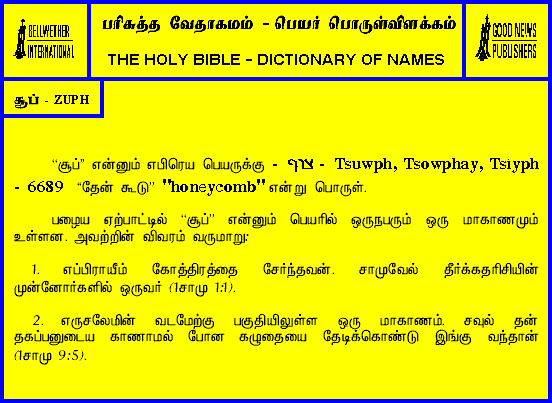 BELLWETHER
INTERNATIONAL
பரிசுத்த வேதாகமம் - பெயர் பொருள்விளக்கம்
THE HOLY BIBLE - DICTIONARY OF NAMES
GOOD NEWS
PUBLISHERS
சூப் - ZUPH
“சூப்” என்னும் எபிரெய பெயருக்கு - צוף - Tsuwph, Tsowphay, Tsiyph
- 6689 “தேன் கூடு” "honeycomb" என்று பொருள்.
பழைய ஏற்பாட்டில் “சூப்” என்னும் பெயரில் ஒருநபரும் ஒரு மாகாணமும்
உள்ளன. அவற்றின் விவரம் வருமாறு:
1. எப்பிராயீம் கோத்திரத்தை சேர்ந்தவன். சாமுவேல் தீர்க்கதரிசியின்
முன்னோர்களில் ஒருவர் (1சாமு 1:1).
2. எருசலேமின் வடமேற்கு பகுதியிலுள்ள ஒரு மாகாணம். சவுல் தன்
தகப்பனுடைய காணாமல் போன கழுதையை தேடிக்கொண்டு இங்கு வந்தான்
(1சாமு 9:5).